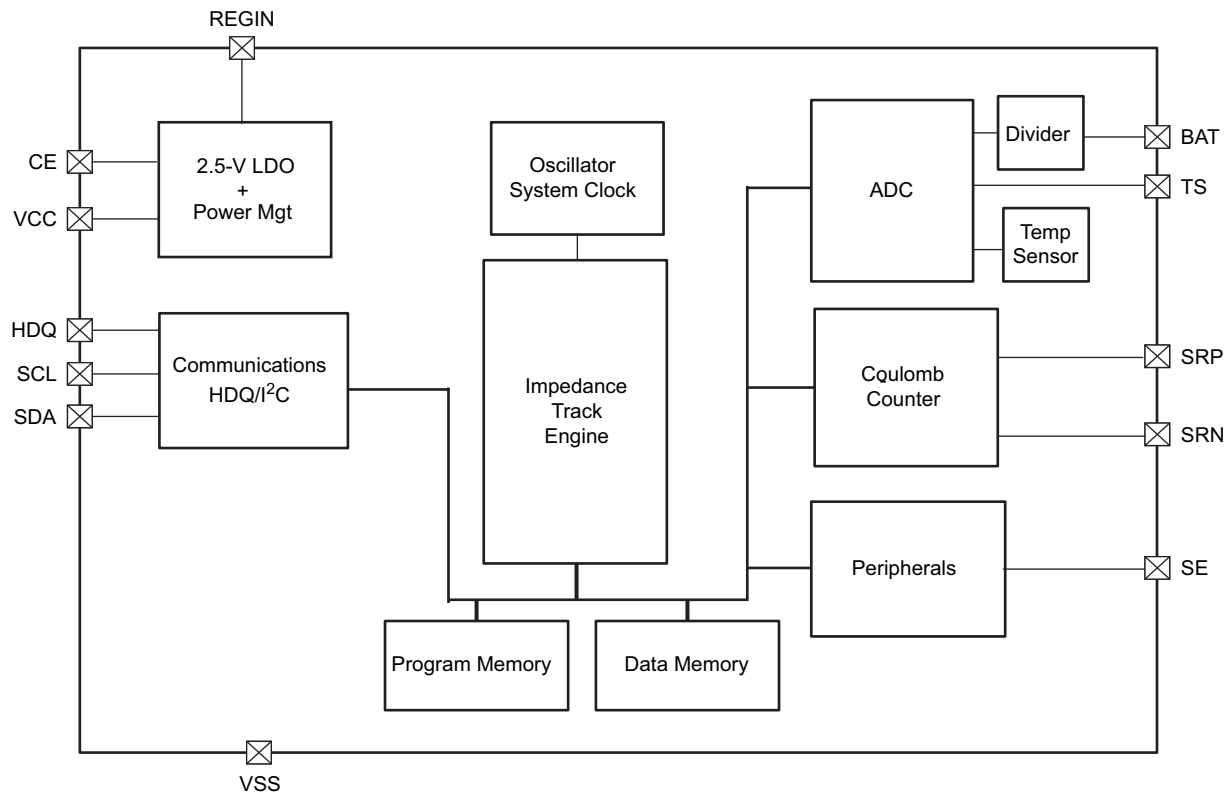 REGIN
CE
VCC
2.5-V LDO
+
Power Mgt
HDQ
SCL
SDA
Communications
HDQ/I²C
Oscillator
System Clock
Impedance
Track
Engine
Program Memory
Data Memory
ADC
Divider
Temp
Sensor
BAT
TS
Coulomb
Counter
SRP
SRN
Peripherals
SE
VSS